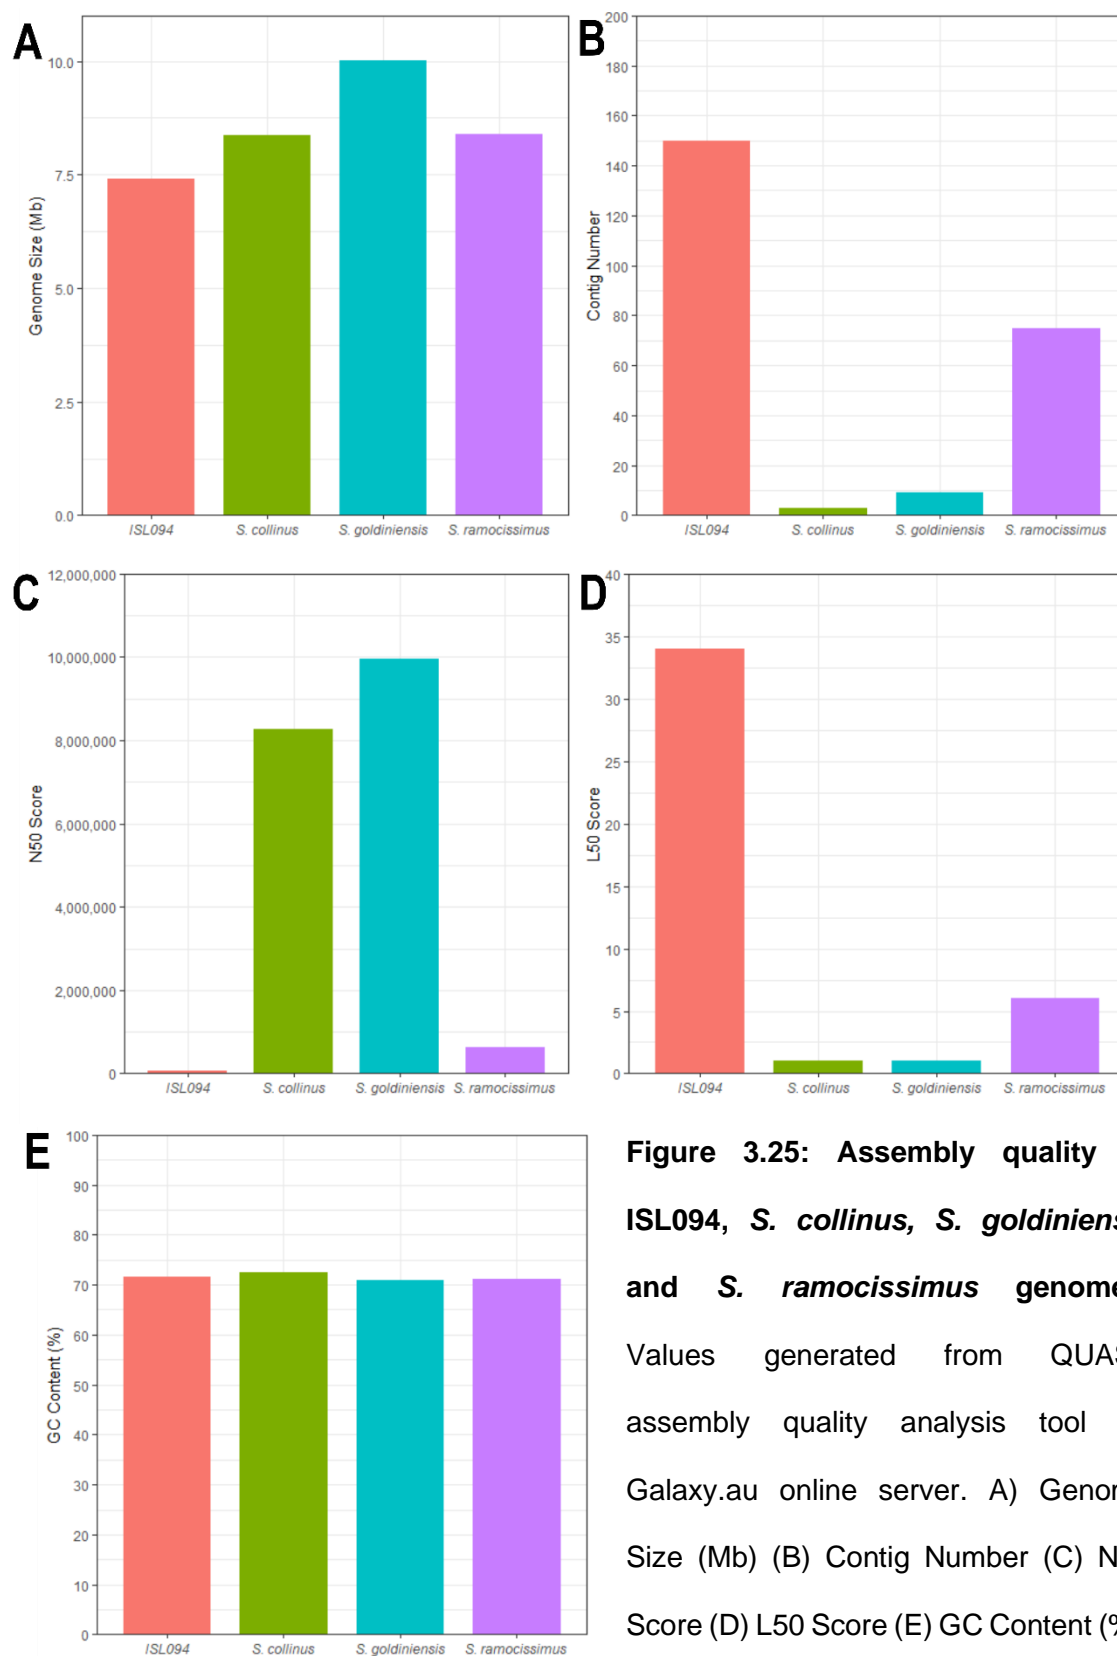 A
Genome Size (Mb)
10.0
7.5
5.0
2.5
0.0
ISL094 S. collinus S. goldiniensis S. ramocissimus
B
Contig Number
200
180
160
140
120
100
80
60
40
20
0
ISL094 S. collinus S. goldiniensis S. ramocissimus
C
N50 Score
12,000,000
10,000,000
8,000,000
6,000,000
4,000,000
2,000,000
0
ISL094 S. collinus S. goldiniensis S. ramocissimus
D
L50 Score
40
35
30
25
20
15
10
5
0
ISL094 S. collinus S. goldiniensis S. ramocissimus
E
GC Content (%)
100
90
80
70
60
50
40
30
20
10
0
ISL094 S. collinus S. goldiniensis S. ramocissimus
Figure 3.25: Assembly quality
ISL094, S. collinus, S. goldiniens
and S. ramocissimus genome
Values generated from QUAS
assembly quality analysis tool
Galaxy.au online server. A) Genom
Size (Mb) (B) Contig Number (C) N
Score (D) L50 Score (E) GC Content (%